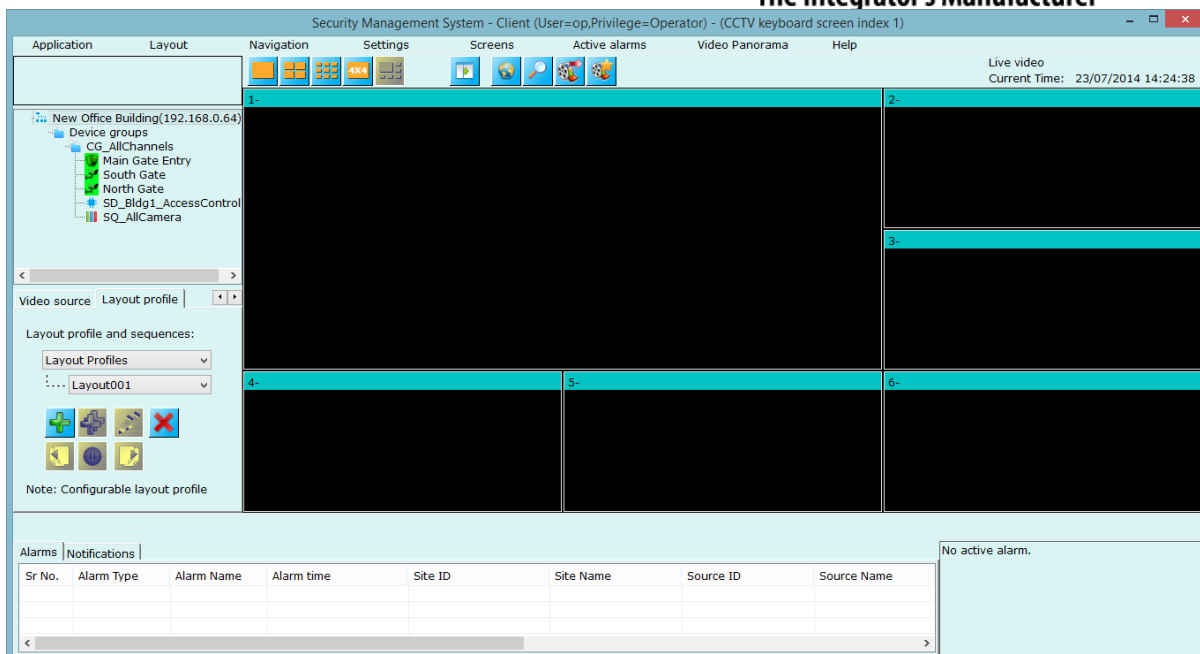 The Integrator's Manufacturer
Security Management System - Client (User=op,Privilege=Operator) - (CCTV keyboard screen index 1)
Application Layout Navigation Settings Screens Active alarms Video Panorama Help
4X4
Live video
Current Time: 23/07/2014 14:24:38
1-
2-
New Office Building(192.168.0.64)
Device groups
CG_AllChannels
Main Gate Entry
South Gate
North Gate
SD_Bldg1_AccessControl
SQ_AllCamera
3-
Video source Layout profile
Layout profile and sequences:
Layout Profiles
Layout001
4-
5-
6-
Note: Configurable layout profile
Alarms Notifications
No active alarm.
Sr No. Alarm Type Alarm Name Alarm time Site ID Site Name Source ID Source Name